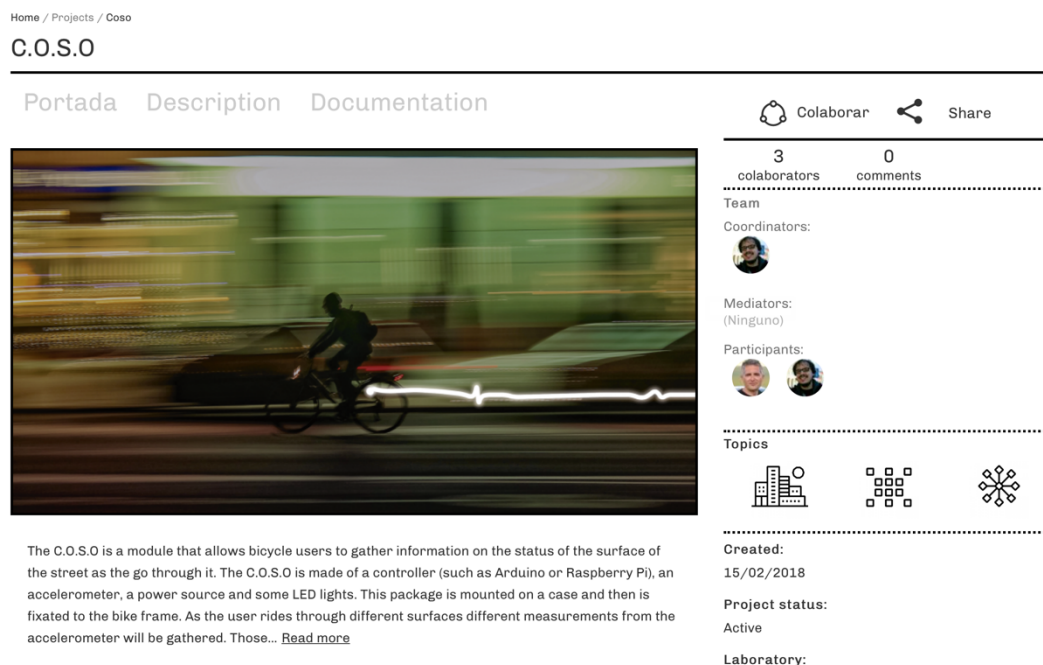 Home / Projects / Coso
C.O.S.O
Portada Description Documentation
Colaborar Share
3 0
colaborators comments
Team
Coordinators:
Mediators:
(Ninguno)
Participants:
Topics
The C.O.S.O is a module that allows bicycle users to gather information on the status of the surface of
the street as the go through it. The C.O.S.O is made of a controller (such as Arduino or Raspberry Pi), an
accelerometer, a power source and some LED lights. This package is mounted on a case and then is
fixated to the bike frame. As the user rides through different surfaces different measurements from the
accelerometer will be gathered. Those... Read more
Created:
15/02/2018
Project status:
Active
Laboratory: